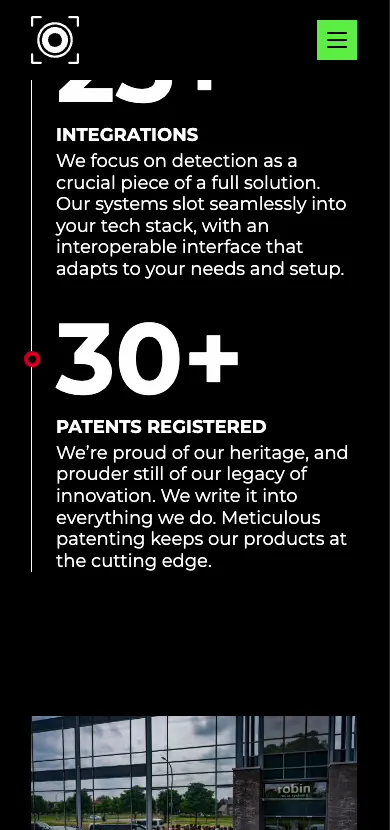 INTEGRATIONS
We focus on detection as a
crucial piece of a full solution.
Our systems slot seamlessly into
your tech stack, with an
interoperable interface that
adapts to your needs and setup.
30+
PATENTS REGISTERED
We’re proud of our heritage, and
prouder still of our legacy of
innovation. We write it into
everything we do. Meticulous
patenting keeps our products at
the cutting edge.
robin